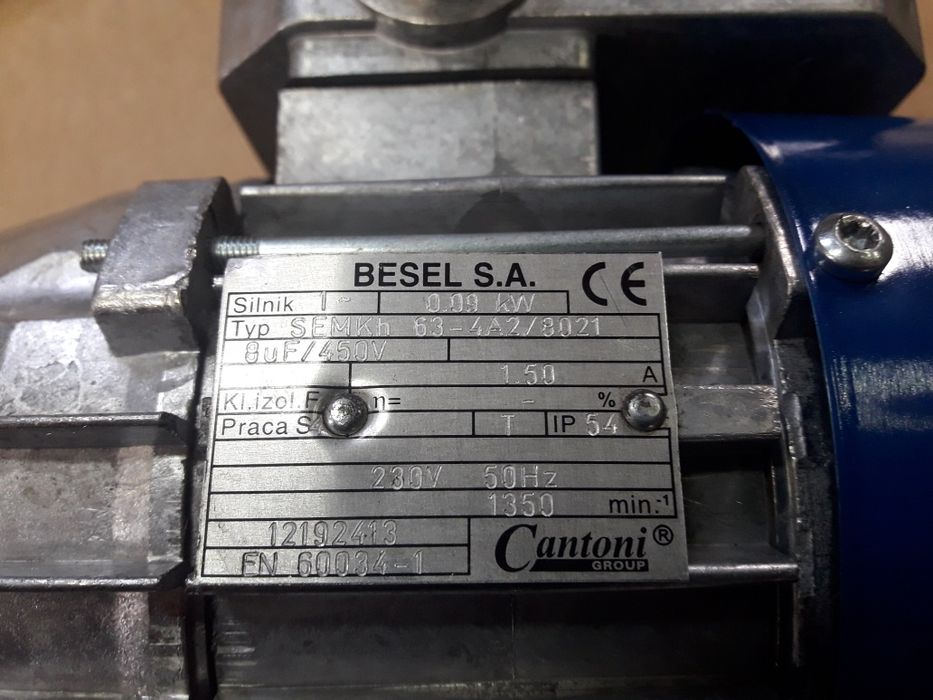 BESEL S.A. CE
Silnik 1~ 0.09 kW
Typ SEMKh 63-4A2/8021
8uF/450V
1.50 A
Kl.izol.F η= - %
Praca S4 T IP 54
230V 50Hz
1350 min.-1
12192413
EN 60034-1
Cantoni®
GROUP